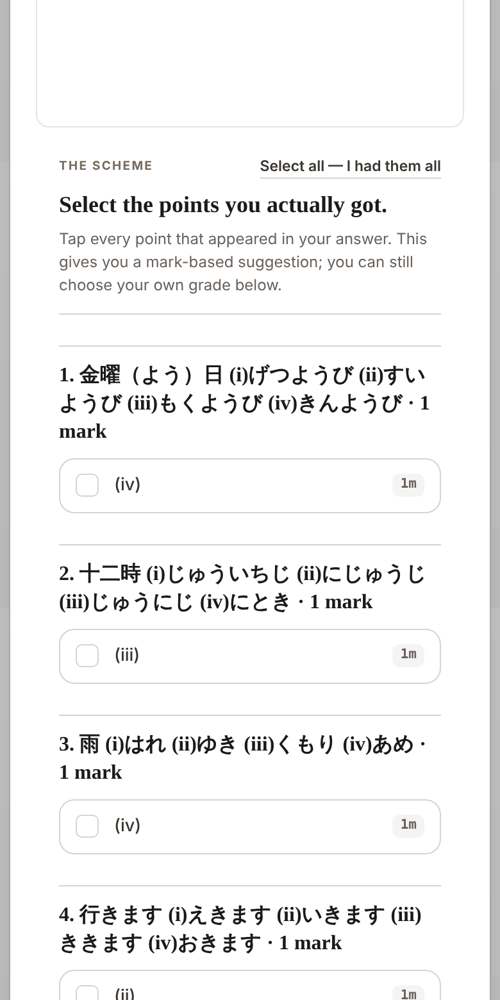 THE SCHEME
Select all — I had them all
Select the points you actually got.
Tap every point that appeared in your answer. This
gives you a mark-based suggestion; you can still
choose your own grade below.
1. 金曜（よう）日 (i)げつようび (ii)すい
ようび (iii)もくようび (iv)きんようび · 1
mark
(iv)
1m
2. 十二時 (i)じゅういちじ (ii)にじゅうじ
(iii)じゅうにじ (iv)にとき · 1 mark
(iii)
1m
3. 雨 (i)はれ (ii)ゆき (iii)くもり (iv)あめ ·
1 mark
(iv)
1m
4. 行きます (i)えきます (ii)いきます (iii)
ききます (iv)おきます · 1 mark
(ii)
1m